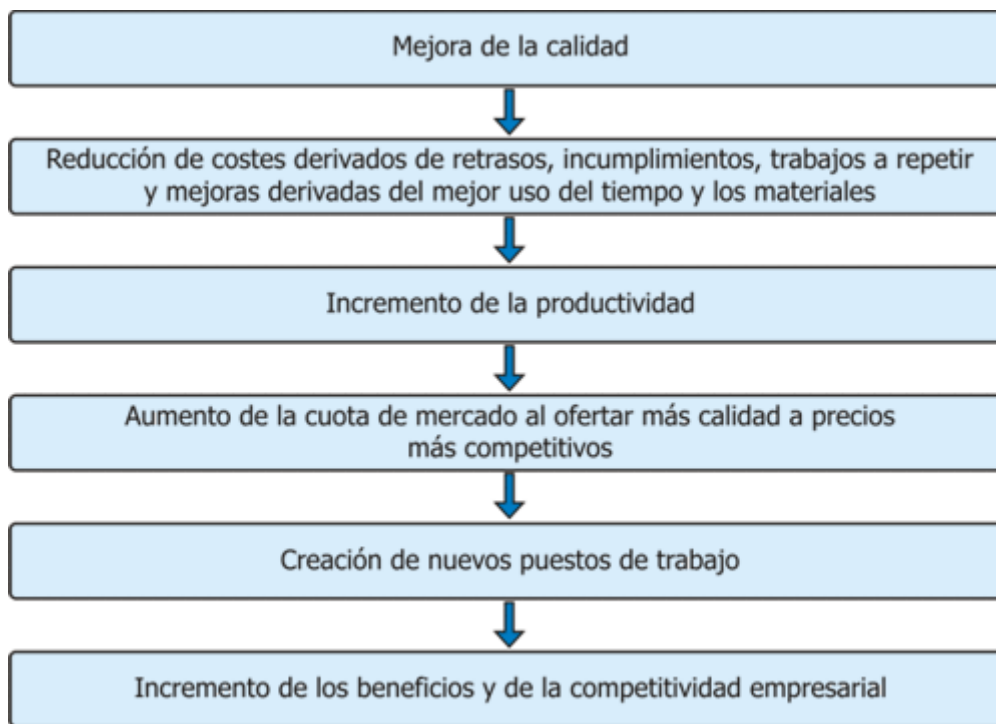 Mejora de la calidad
Reducción de costes derivados de retrasos, incumplimientos, trabajos a repetir
y mejoras derivadas del mejor uso del tiempo y los materiales
Incremento de la productividad
Aumento de la cuota de mercado al ofertar más calidad a precios
más competitivos
Creación de nuevos puestos de trabajo
Incremento de los beneficios y de la competitividad empresarial